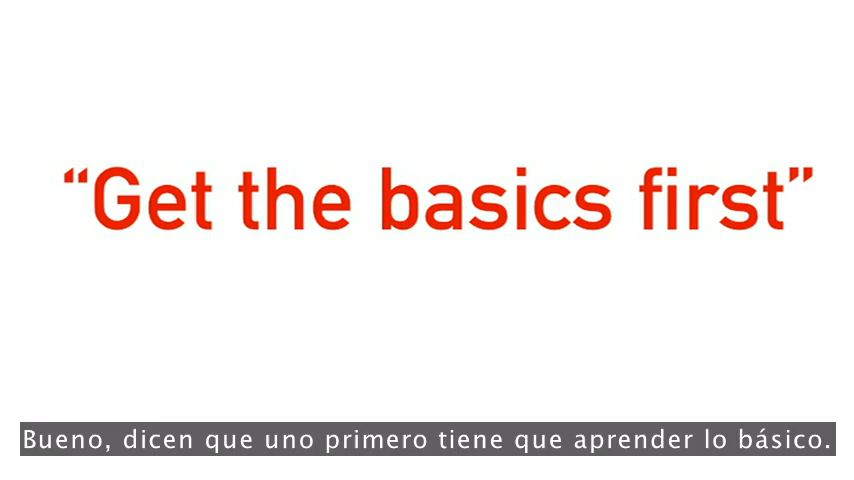 “Get the basics first”
Bueno, dicen que uno primero tiene que aprender lo básico.